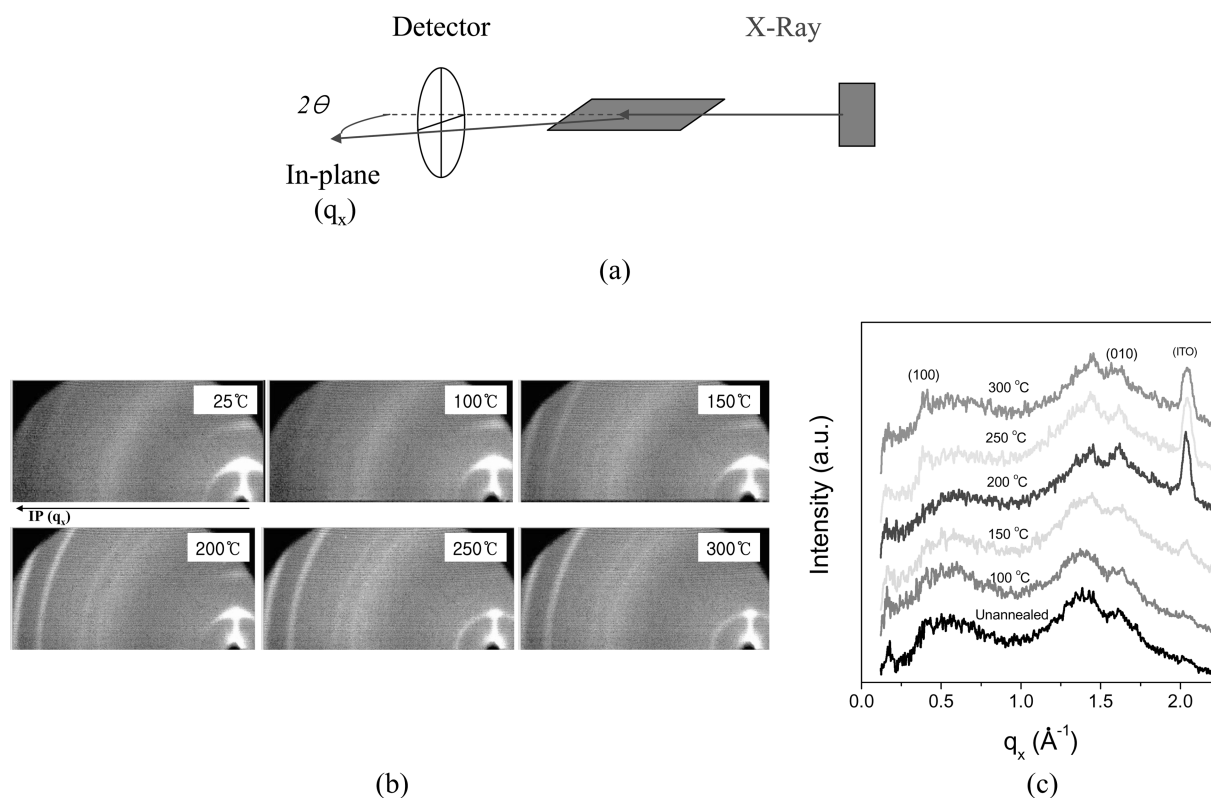 Detector
X-Ray
2θ
In-plane
(qx)
(a)
25℃
100℃
150℃
IP (qx)
200℃
250℃
300℃
(b)
(100)
(010)
(ITO)
300 °C
250 °C
200 °C
150 °C
100 °C
Unannealed
Intensity (a.u.)
0.0 0.5 1.0 1.5 2.0
qx (Å-1)
(c)